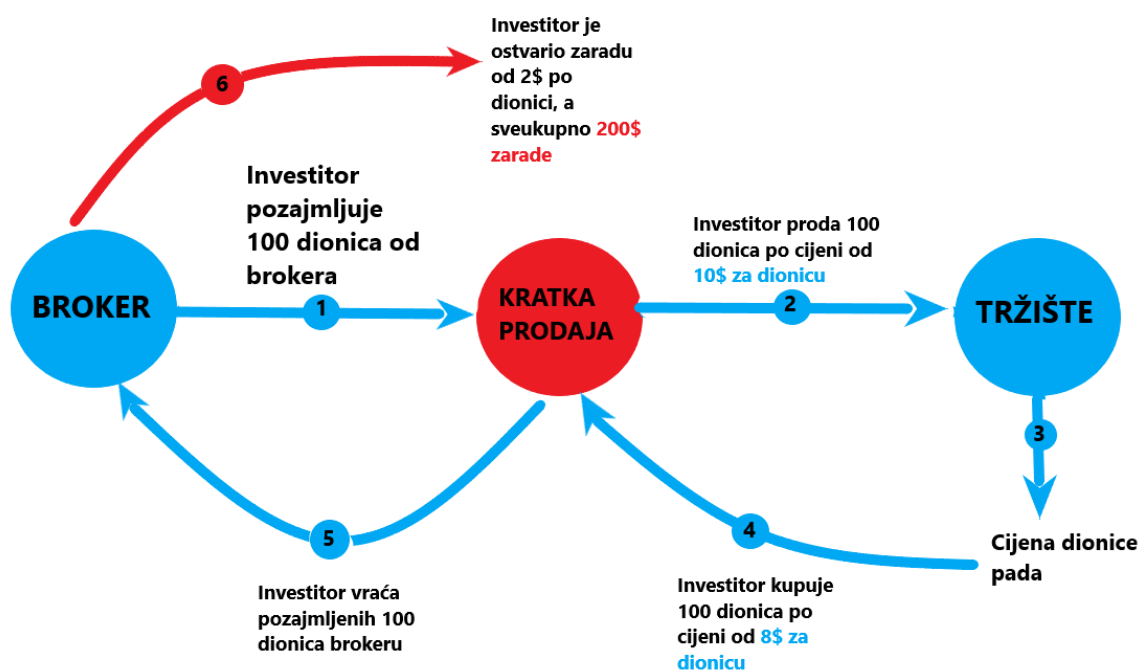 Investitor je
ostvario zaradu
od 2$ po
dionici, a
sveukupno 200$
zarade
6
Investitor
pozajmljuje
100 dionica od
brokera
Investitor proda 100
dionica po cijeni od
10$ za dionicu
BROKER
1
KRATKA
PRODAJA
2
TRŽIŠTE
3
Cijena dionice
pada
4
Investitor kupuje
100 dionica po
cijeni od 8$ za
dionicu
5
Investitor vraća
pozajmljenih 100
dionica brokeru